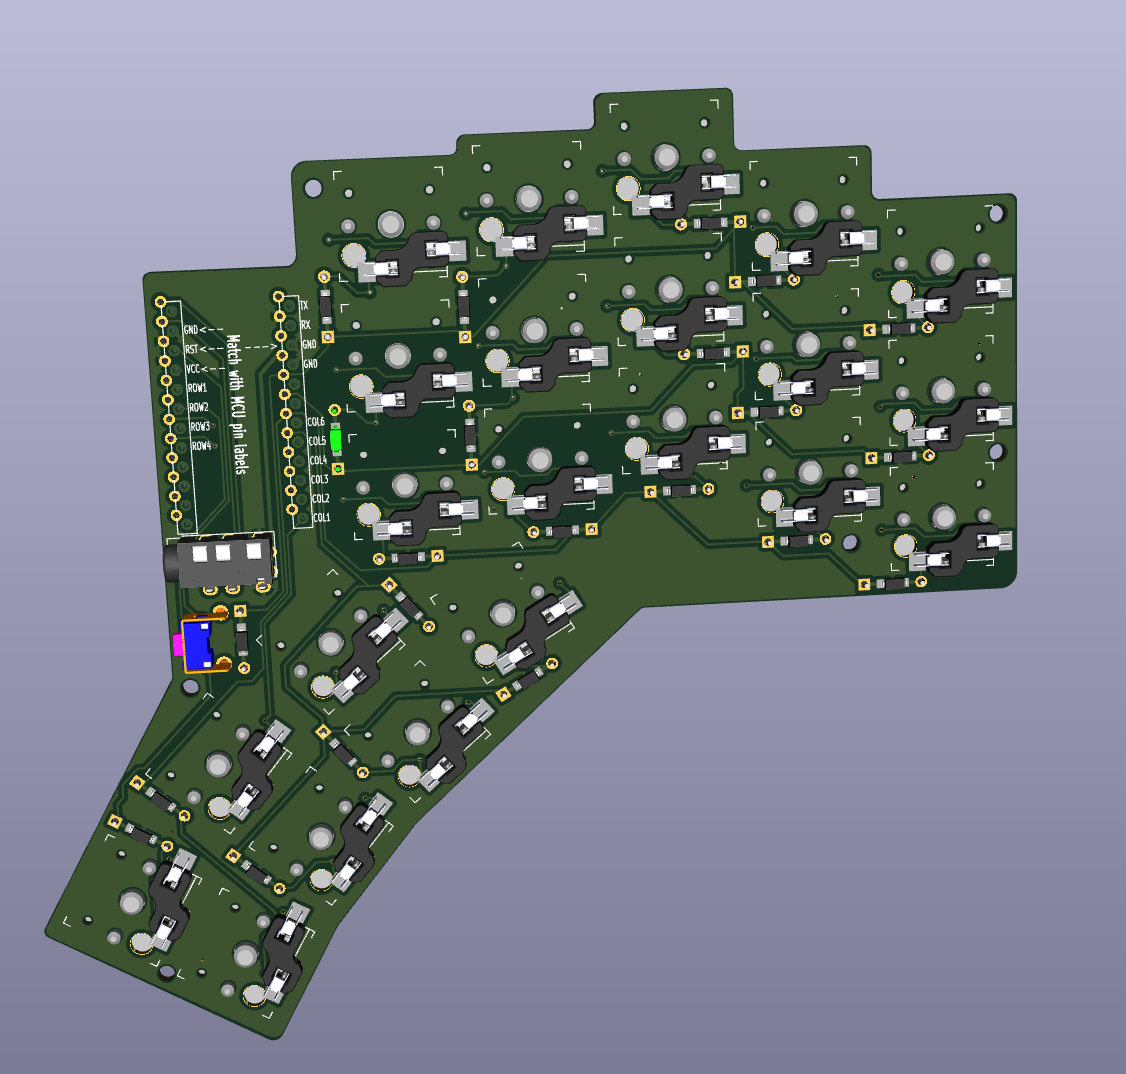 GND
RST
VCC
ROW1
ROW2
ROW3
ROW4
Match with MCU pin labels
TX
RX
GND
GND
COL6
COL5
COL4
COL3
COL2
COL1